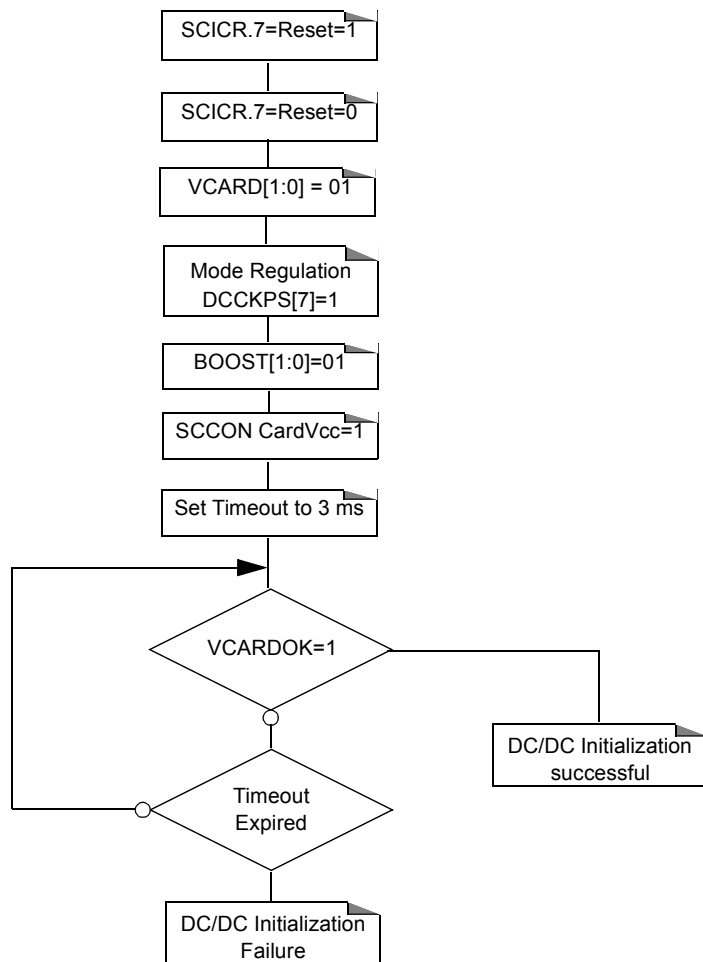 SCICR.7=Reset=1
SCICR.7=Reset=0
VCARD[1:0] = 01
Mode Regulation
DCCKPS[7]=1
BOOST[1:0]=01
SCCON CardVcc=1
Set Timeout to 3 ms
VCARDOK=1
DC/DC Initialization
successful
Timeout
Expired
DC/DC Initialization
Failure